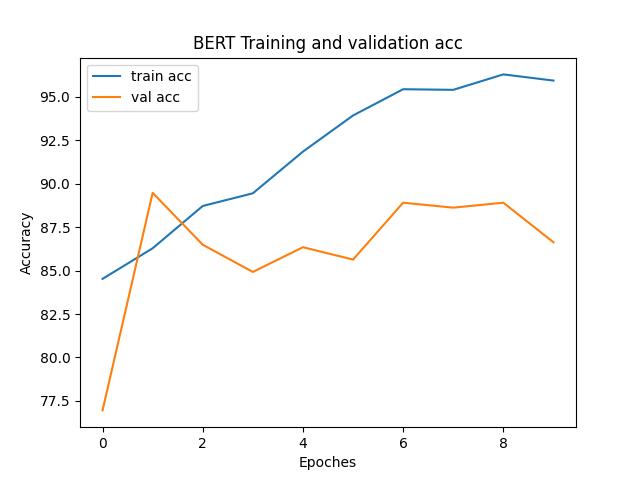 BERT Training and validation acc
train acc
val acc
Accuracy
95.0
92.5
90.0
87.5
85.0
82.5
80.0
77.5
0 2 4 6 8
Epoches